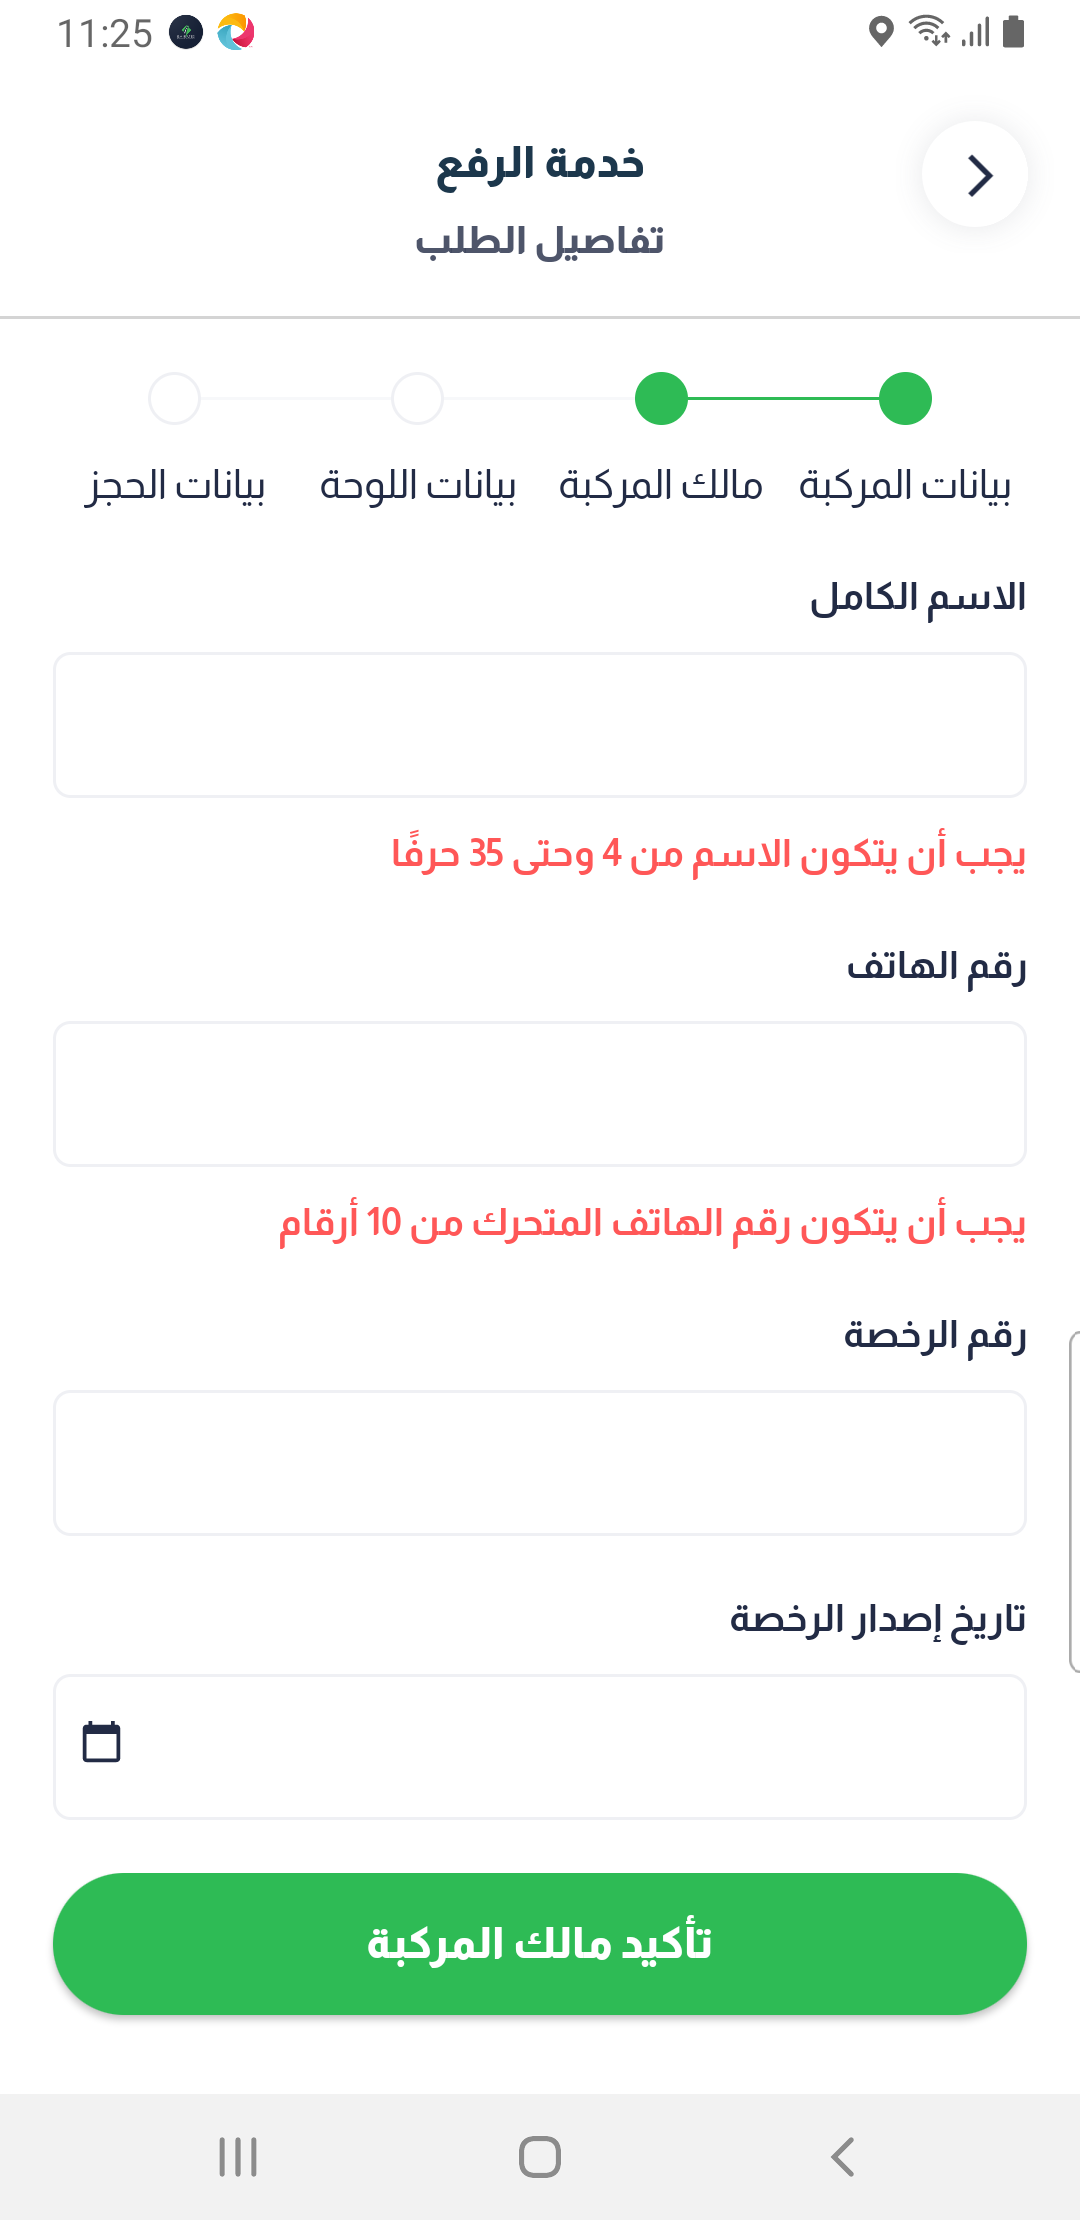 11:25
خدمة الرفع
تفاصيل الطلب
بيانات المركبة
مالك المركبة
بيانات اللوحة
بيانات الحجز
الاسم الكامل
يجب أن يتكون الاسم من 4 وحتى 35 حرفًا
رقم الهاتف
يجب أن يتكون رقم الهاتف المتحرك من 10 أرقام
رقم الرخصة
تاريخ إصدار الرخصة
تأكيد مالك المركبة